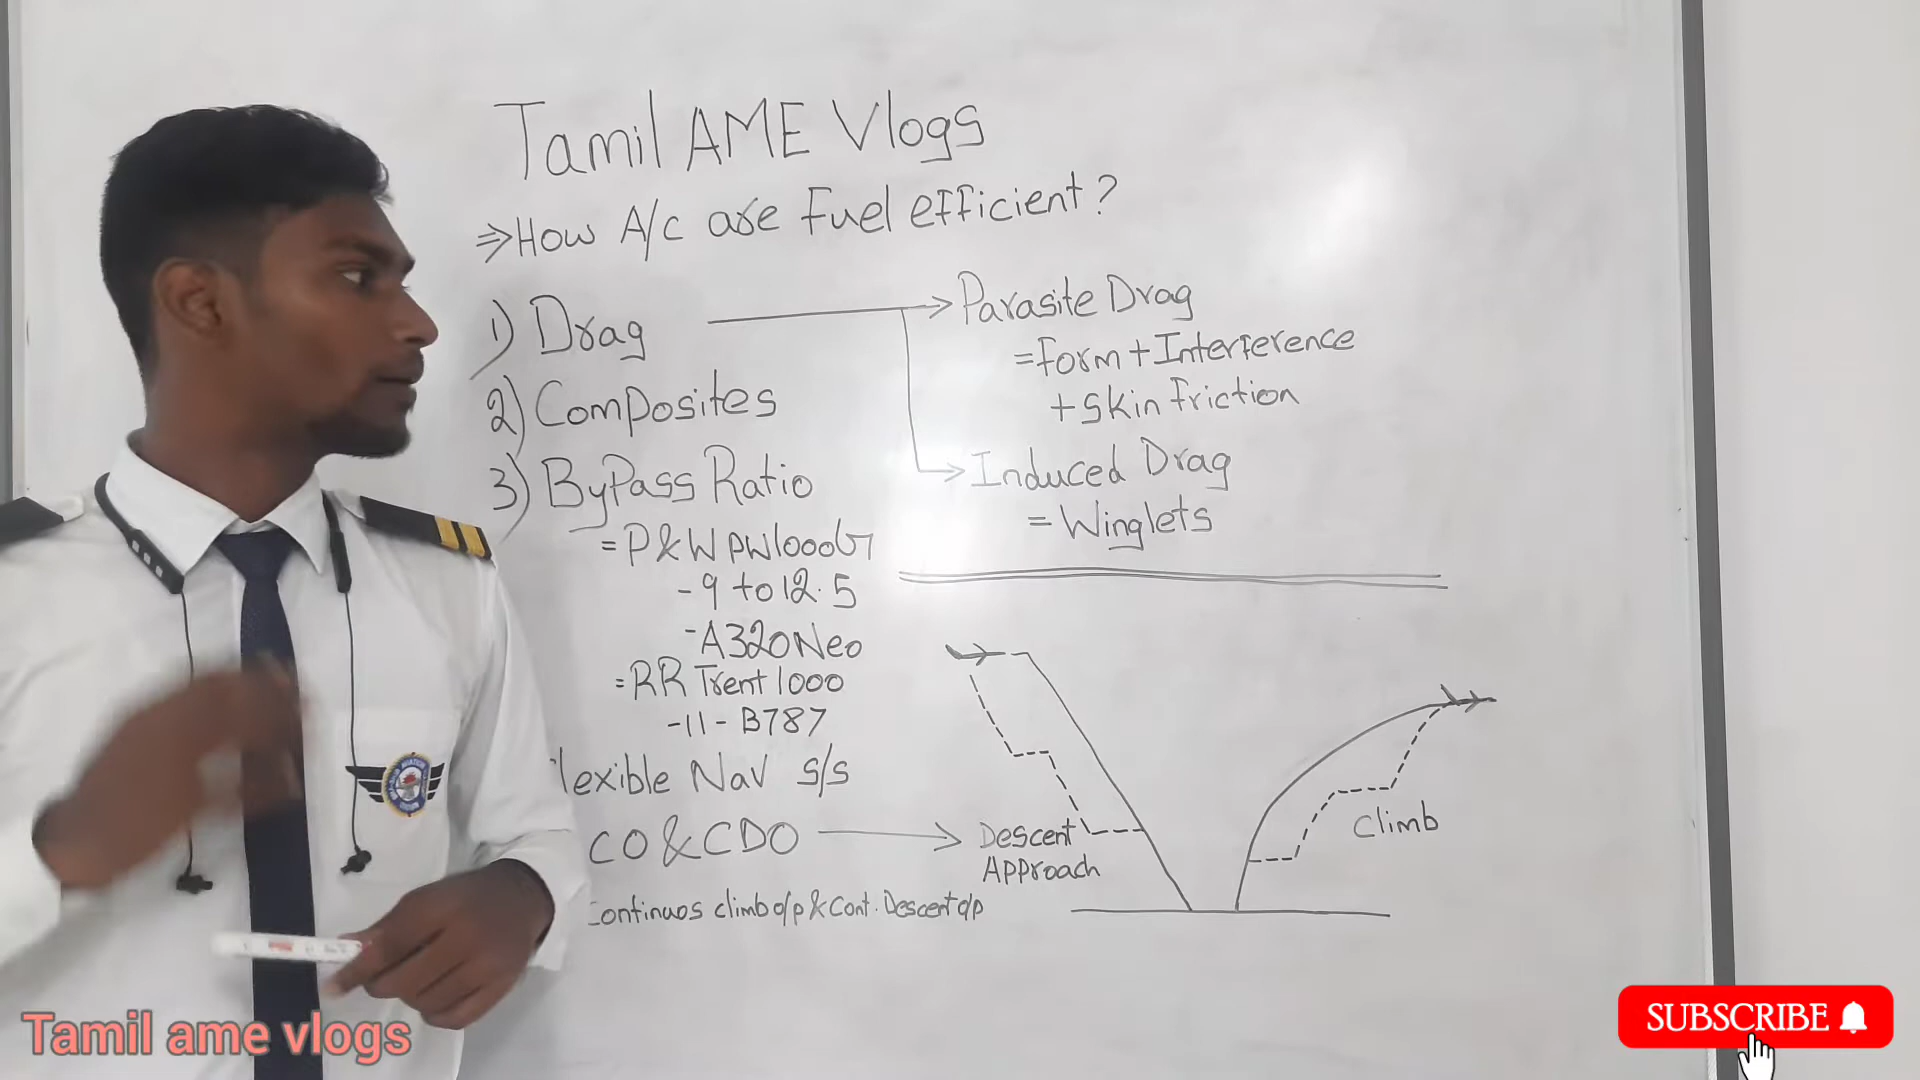 Tamil AME Vlogs
⇒How A/c are Fuel efficient?
1) Drag
→Parasite Drag
=Form + Interference
+ Skin Friction
→Induced Drag
= Winglets
2) Composites
3) ByPass Ratio
= P&W PW1000G
- 9 to 12.5
- A320Neo
= RR Trent 1000
- 11 - B787
lexible Nav S/S
CO & CDO → Descent Approach
ontinuos climb o/p & Cont. Descent o/p
Climb
Tamil ame vlogs
SUBSCRIBE